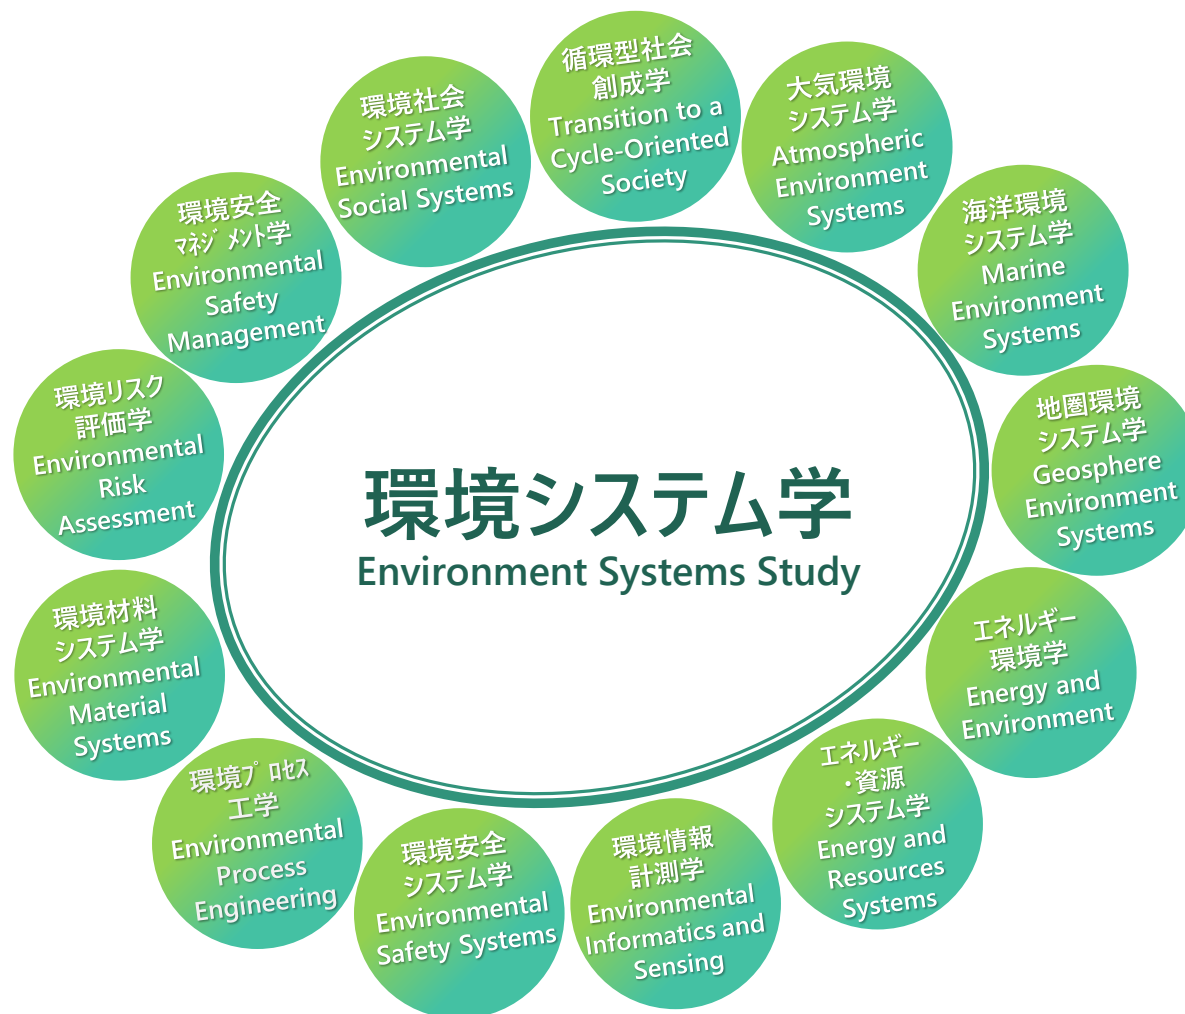 循環型社会
創成学
Transition to a
Cycle-Oriented
Society
大気環境
システム学
Atmospheric
Environment
Systems
海洋環境
システム学
Marine
Environment
Systems
地圏環境
システム学
Geosphere
Environment
Systems
エネルギー
環境学
Energy and
Environment
エネルギー
・資源
システム学
Energy and
Resources
Systems
環境情報
計測学
Environmental
Informatics and
Sensing
環境安全
システム学
Environmental
Safety Systems
環境ﾌﾟﾛｾｽ
工学
Environmental
Process
Engineering
環境材料
システム学
Environmental
Material
Systems
環境リスク
評価学
Environmental
Risk
Assessment
環境安全
ﾏﾈｼﾞﾒﾝﾄ学
Environmental
Safety
Management
環境社会
システム学
Environmental
Social Systems
環境システム学
Environment Systems Study